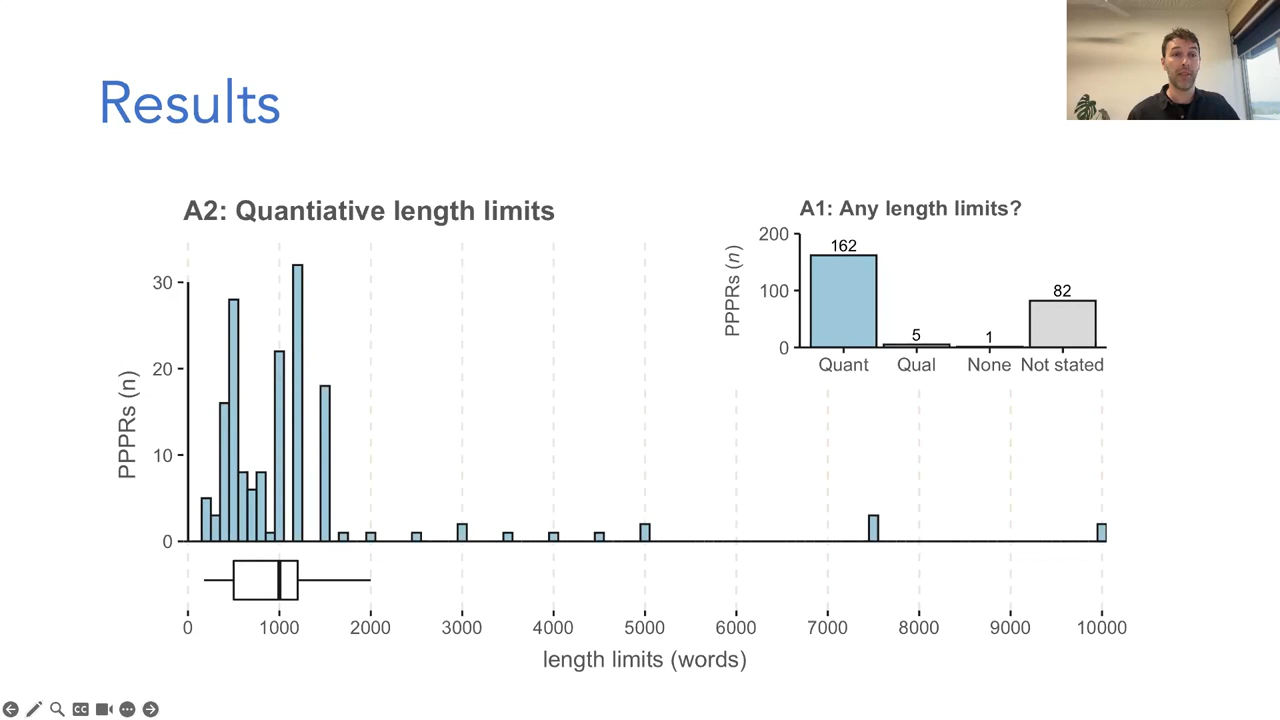 Results
A2: Quantiative length limits
A1: Any length limits?
PPPRs (n)
200
100
0
162
5
1
82
Quant Qual None Not stated
PPPRs (n)
30
20
10
0
0 1000 2000 3000 4000 5000 6000 7000 8000 9000 10000
length limits (words)
CC